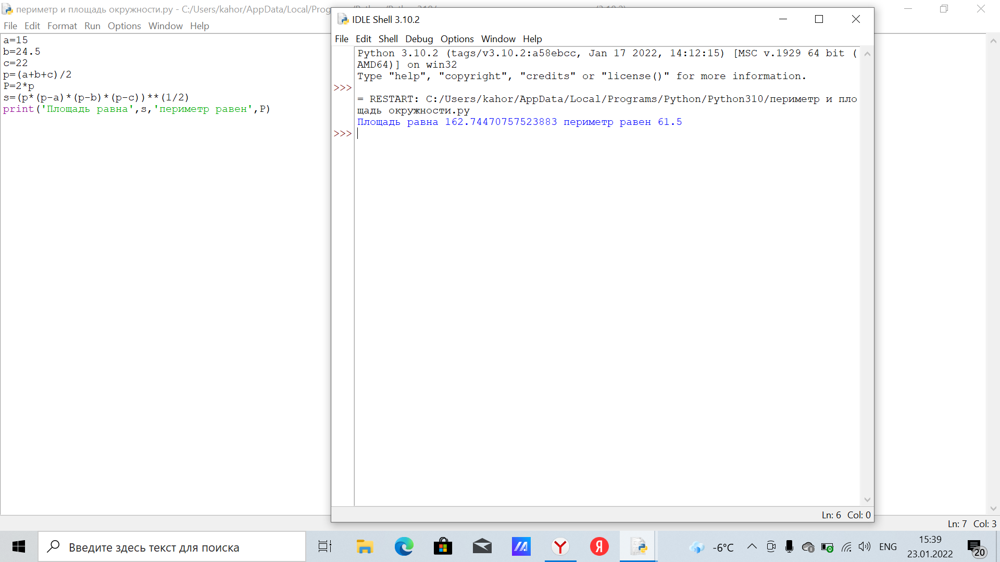 периметр и площадь окружности.py - C:/Users/kahor/AppData/Local/Prog
File Edit Format Run Options Window Help
a=15
b=24.5
c=22
p=(a+b+c)/2
P=2*p
s=(p*(p-a)*(p-b)*(p-c))**(1/2)
print('Площадь равна',s,'периметр равен',P)
IDLE Shell 3.10.2
File Edit Shell Debug Options Window Help
Python 3.10.2 (tags/v3.10.2:a58ebcc, Jan 17 2022, 14:12:15) [MSC v.1929 64 bit (
AMD64)] on win32
Type "help", "copyright", "credits" or "license()" for more information.
>>>
= RESTART: C:/Users/kahor/AppData/Local/Programs/Python/Python310/периметр и пло
щадь окружности.py
Площадь равна 162.74470757523883 периметр равен 61.5
>>>
Ln: 6 Col: 0
Ln: 7 Col: 3
Введите здесь текст для поиска
Y
Я
-6°C
ENG
15:39
23.01.2022
20